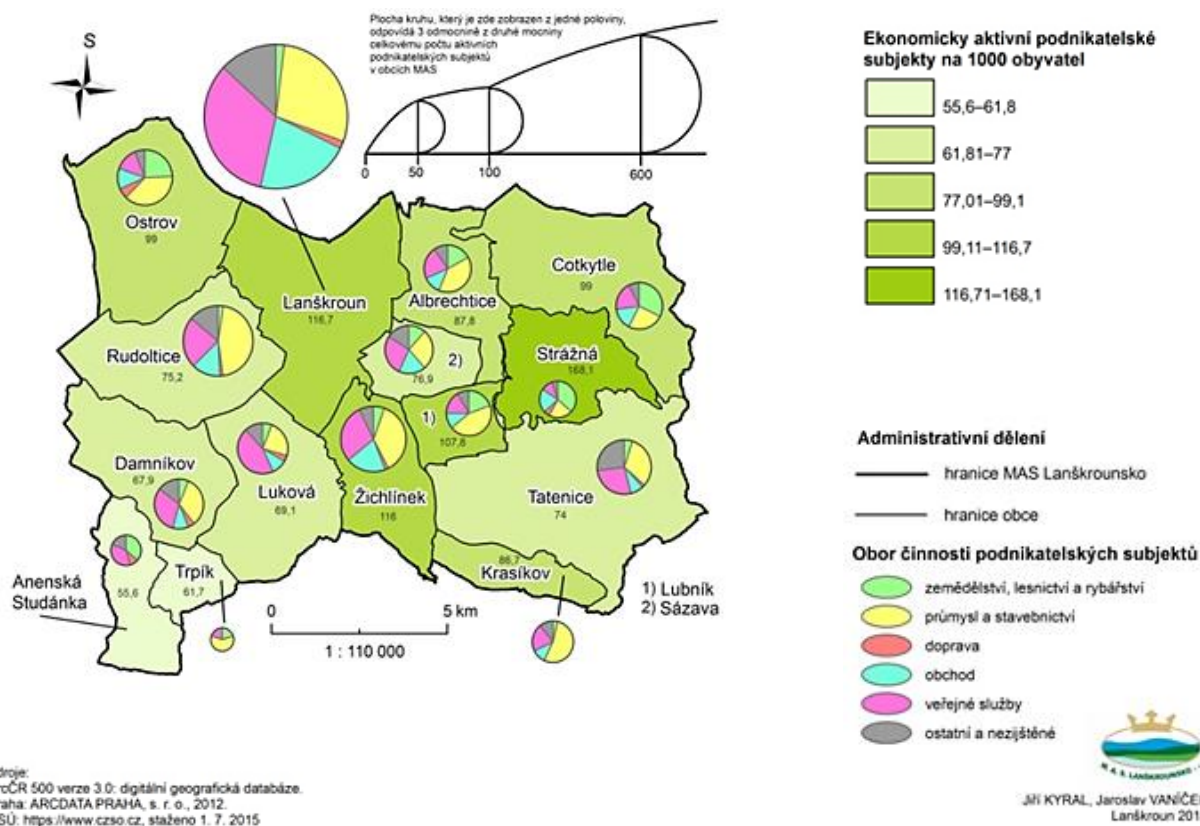 Plocha kruhu, který je zde zobrazen z jedné poloviny,
odpovídá 3 odmocnině z druhé mocniny
celkovému počtu aktivních
podnikatelských subjektů
v obcích MAS
S
0
50
100
600
Ostrov
99
Lanškroun
116,7
Albrechtice
87,8
Cotkytle
99
Rudoltice
75,2
2)
76,9
Strážná
168,1
1)
107,8
Damníkov
67,9
Luková
69,1
Žichlínek
116
Tatenice
74
Anenská
Studánka
55,6
Trpík
61,7
86,7
Krasíkov
1) Lubník
2) Sázava
0 5 km
1 : 110 000
Ekonomicky aktivní podnikatelské
subjekty na 1000 obyvatel
55,6–61,8
61,81–77
77,01–99,1
99,11–116,7
116,71–168,1
Administrativní dělení
hranice MAS Lanškrounsko
hranice obce
Obor činnosti podnikatelských subjektů
zemědělství, lesnictví a rybářství
průmysl a stavebnictví
doprava
obchod
veřejné služby
ostatní a nezjištěné
M. A. S. LANŠKROUNSKO
droje:
rcČR 500 verze 3.0: digitální geografická databáze.
raha: ARCDATA PRAHA, s. r. o., 2012.
SÚ: https://www.czso.cz, staženo 1. 7. 2015
Jiří KYRAL, Jaroslav VANÍČE
Lanškroun 201